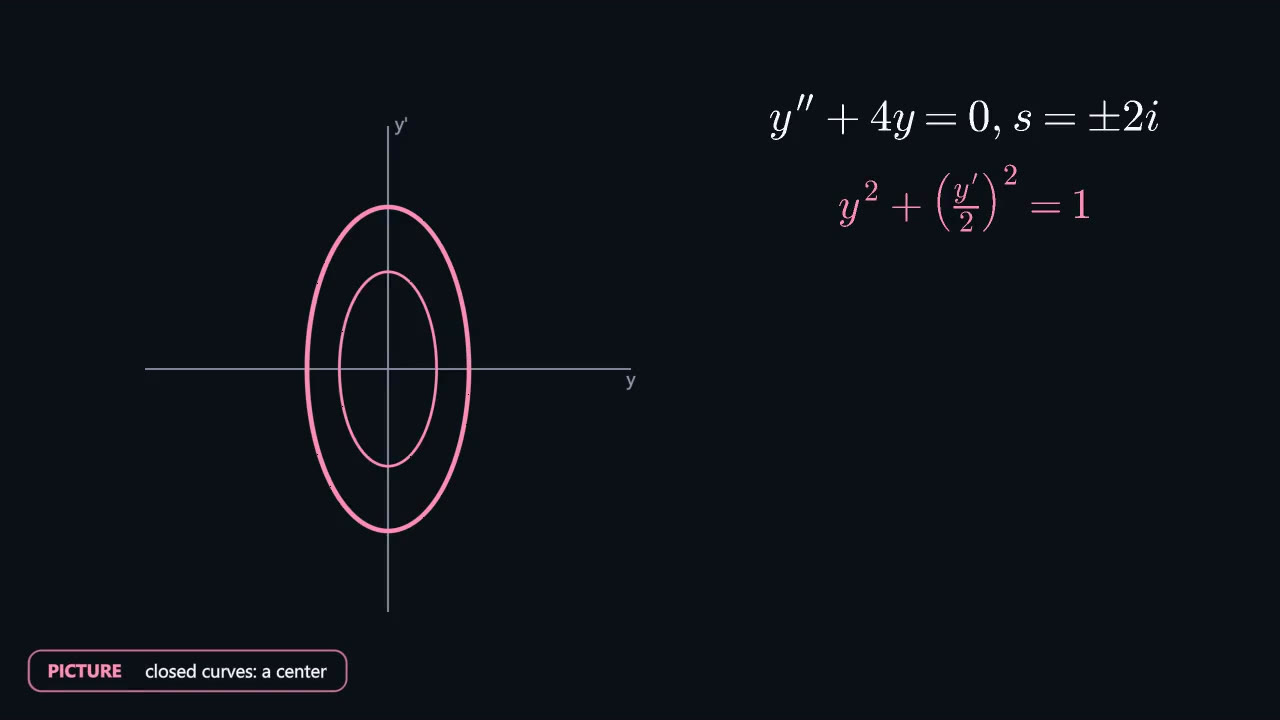 y'' + 4y = 0, s = ±2i
y² + (y'/2)² = 1
y'
y
PICTURE closed curves: a center